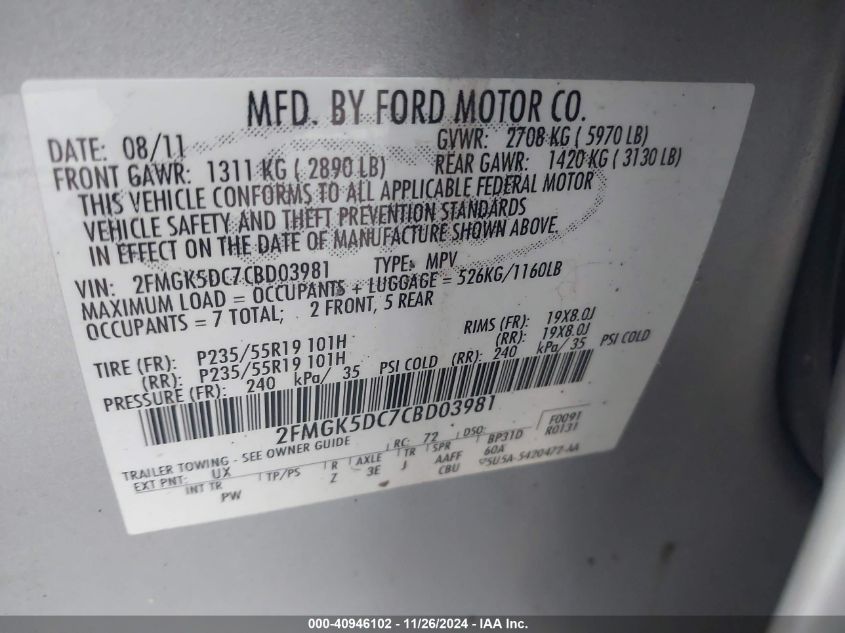 MFD. BY FORD MOTOR CO.
DATE: 08/11 GVWR: 2708 KG ( 5970 LB)
FRONT GAWR: 1311 KG ( 2890 LB) REAR GAWR: 1420 KG ( 3130 LB)
THIS VEHICLE CONFORMS TO ALL APPLICABLE FEDERAL MOTOR
VEHICLE SAFETY AND THEFT PREVENTION STANDARDS
IN EFFECT ON THE DATE OF MANUFACTURE SHOWN ABOVE.
VIN: 2FMGK5DC7CBD03981 TYPE: MPV
MAXIMUM LOAD = OCCUPANTS + LUGGAGE = 526KG/1160LB
OCCUPANTS = 7 TOTAL; 2 FRONT, 5 REAR
TIRE (FR): P235/55R19 101H RIMS (FR): 19X8.0J
(RR): P235/55R19 101H (RR): 19X8.0J
PRESSURE (FR): 240 kPa/ 35 PSI COLD (RR): 240 kPa/ 35 PSI COLD
2FMGK5DC7CBD03981
F0091
R0131
TRAILER TOWING - SEE OWNER GUIDE RC: 72 DSO: BP31D
EXT PNT: UX TP/PS R AXLE TR SPR 60A
INT TR PW Z 3E J AAFF
CBU 5U5A-5420472-AA
000-40946102 - 11/26/2024 - IAA Inc.